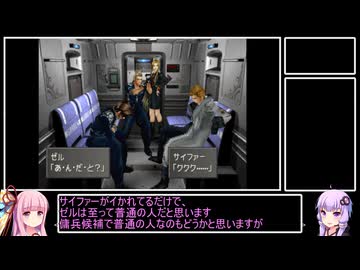 ゼル
「あ・ん・だ・と？」
サイファー
「ククク……」
サイファーがイかれてるだけで、
ゼルは至って普通の人だと思います
傭兵候補で普通の人なのもどうかと思いますが